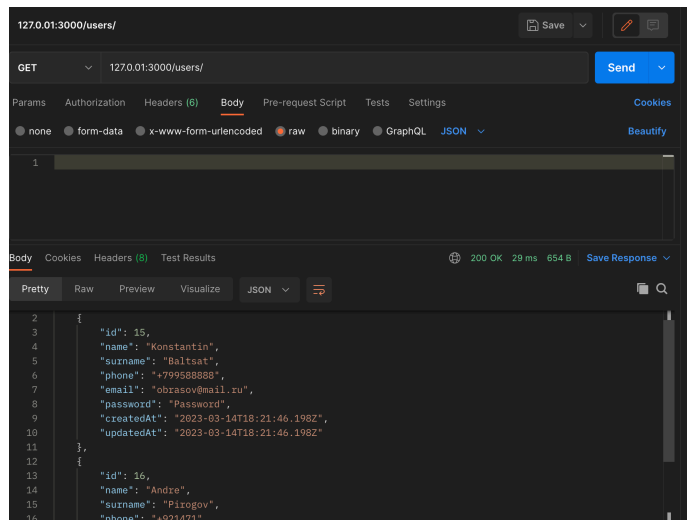 127.0.01:3000/users/ Save
GET 127.0.01:3000/users/ Send
Params Authorization Headers (6) Body Pre-request Script Tests Settings Cookies
none form-data x-www-form-urlencoded raw binary GraphQL JSON Beautify
1
Body Cookies Headers (8) Test Results 200 OK 29 ms 654 B Save Response
Pretty Raw Preview Visualize JSON
2 {
3 "id": 15,
4 "name": "Konstantin",
5 "surname": "Baltsat",
6 "phone": "+799588888",
7 "email": "obrasov@mail.ru",
8 "password": "Password",
9 "createdAt": "2023-03-14T18:21:46.198Z",
10 "updatedAt": "2023-03-14T18:21:46.198Z"
11 },
12 {
13 "id": 16,
14 "name": "Andre",
15 "surname": "Pirogov",
16 "phone": "+921471"